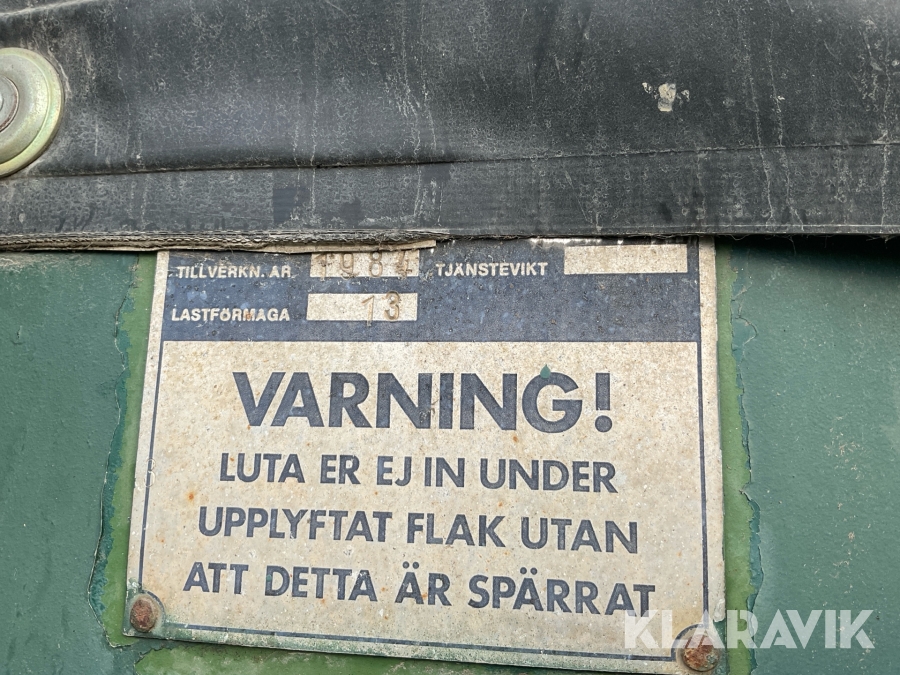 TILLVERKN. ÅR. 1984 TJÄNSTEVIKT
LASTFÖRMÅGA 13
VARNING!
LUTA ER EJ IN UNDER
UPPLYFTAT FLAK UTAN
ATT DETTA ÄR SPÄRRAT
KLARAVIK